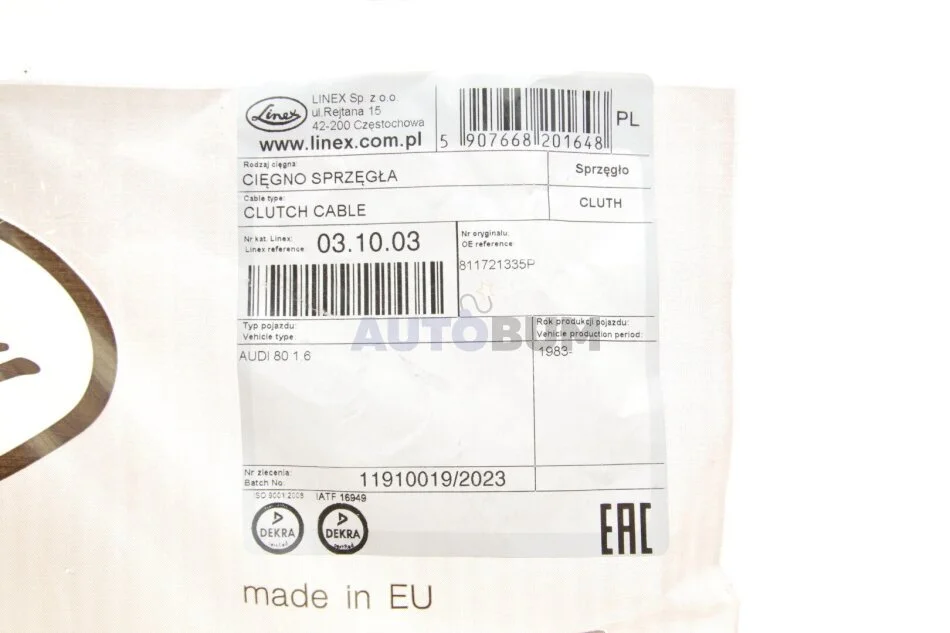 Linex
LINEX Sp. z o.o.
ul.Rejtana 15
42-200 Częstochowa
www.linex.com.pl
5 907668 201648
PL
Rodzaj cięgna:
CIĘGNO SPRZĘGŁA
Sprzęgło
Cable type:
CLUTCH CABLE
CLUTH
Nr kat. Linex:
Linex reference
03.10.03
Nr oryginału:
OE reference:
811721335P
AUTOBUM
Typ pojazdu:
Vehicle type:
Rok produkcji pojazdu:
Vehicle production period:
AUDI 80 1.6
1983-
Nr zlecenia:
Batch No:
11910019/2023
ISO 9001:2008
IATF 16949
DEKRA
DEKRA
EAC
made in EU